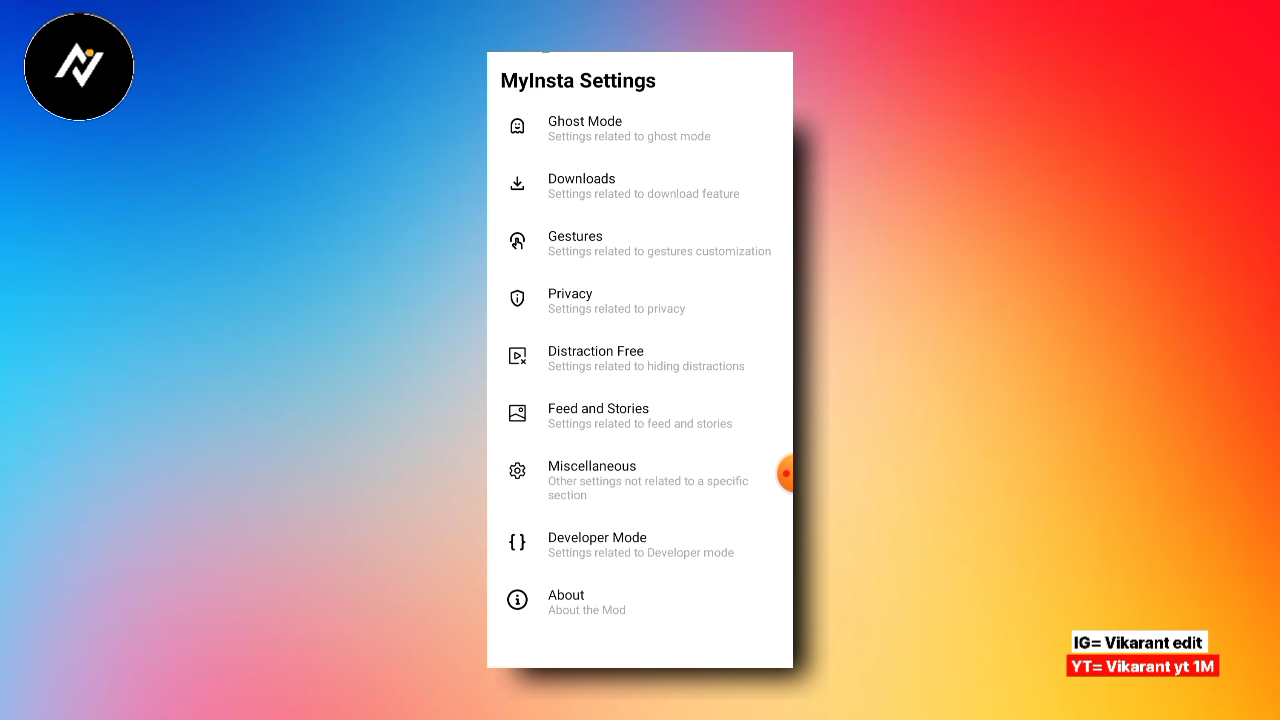 MyInsta Settings
Ghost Mode
Settings related to ghost mode
Downloads
Settings related to download feature
Gestures
Settings related to gestures customization
Privacy
Settings related to privacy
Distraction Free
Settings related to hiding distractions
Feed and Stories
Settings related to feed and stories
Miscellaneous
Other settings not related to a specific
section
Developer Mode
Settings related to Developer mode
About
About the Mod
IG= Vikarant edit
YT= Vikarant yt 1M